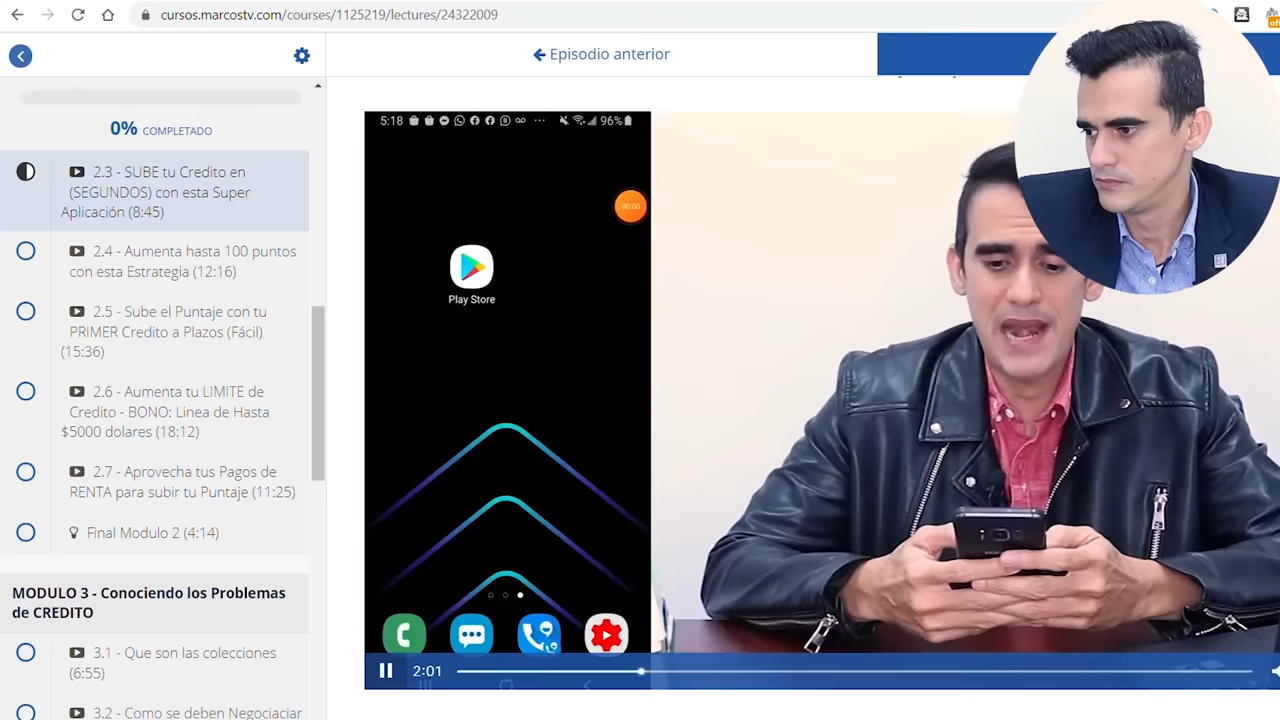 cursos.marcostv.com/courses/1125219/lectures/24322009
off
Episodio anterior
0% COMPLETADO
2.3 - SUBE tu Credito en
(SEGUNDOS) con esta Super
Aplicación (8:45)
2.4 - Aumenta hasta 100 puntos
con esta Estrategia (12:16)
2.5 - Sube el Puntaje con tu
PRIMER Credito a Plazos (Fácil)
(15:36)
2.6 - Aumenta tu LIMITE de
Credito - BONO: Linea de Hasta
$5000 dolares (18:12)
2.7 - Aprovecha tus Pagos de
RENTA para subir tu Puntaje (11:25)
Final Modulo 2 (4:14)
MODULO 3 - Conociendo los Problemas
de CREDITO
3.1 - Que son las colecciones
(6:55)
3.2 - Como se deben Negociaciar
5:18
96%
00:00
Play Store
2:01